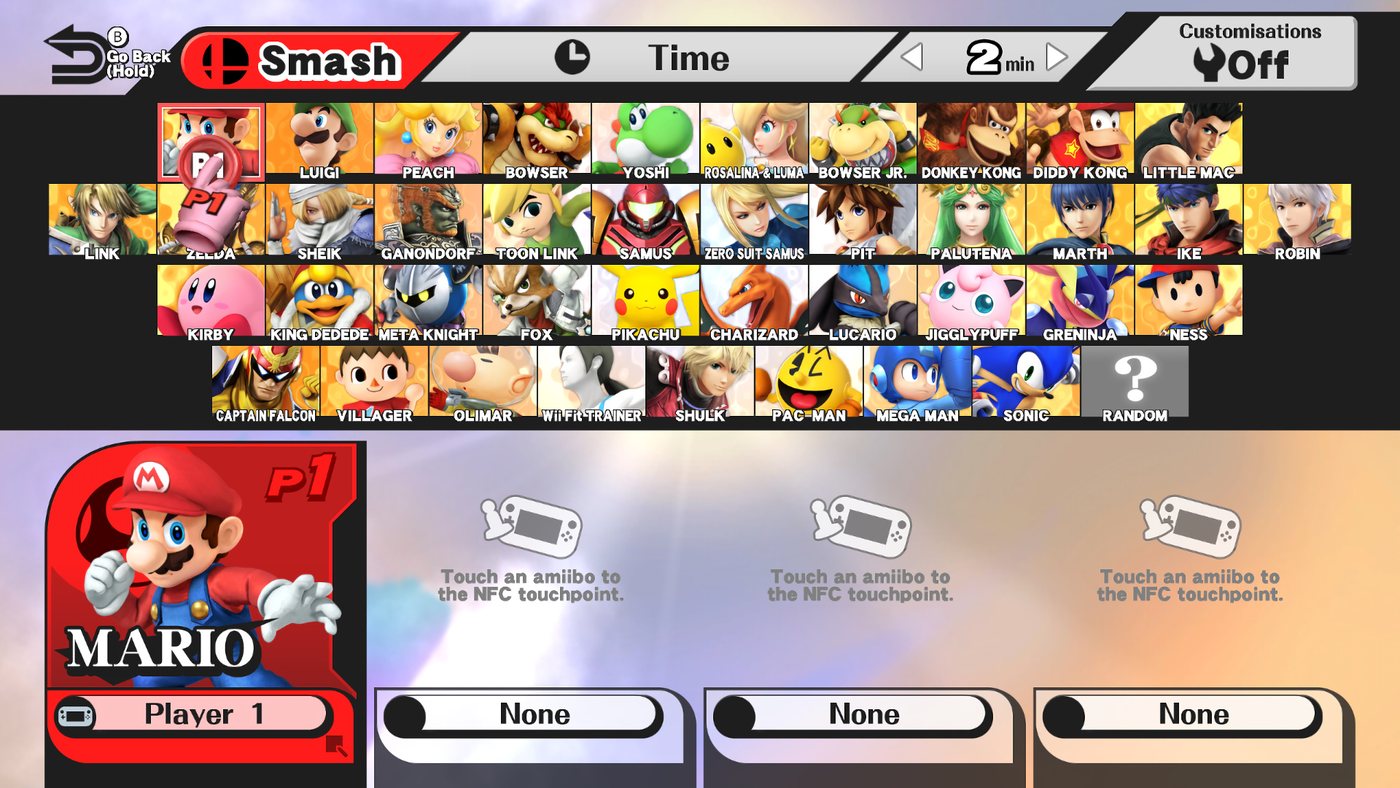 B
Go Back
(Hold)
Smash
Time
2 min
Customisations
Off
P1
LUIGI
PEACH
BOWSER
YOSHI
ROSALINA & LUMA
BOWSER JR.
DONKEY KONG
DIDDY KONG
LITTLE MAC
P1
LINK
ZELDA
SHEIK
GANONDORF
TOON LINK
SAMUS
ZERO SUIT SAMUS
PIT
PALUTENA
MARTH
IKE
ROBIN
KIRBY
KING DEDEDE
META KNIGHT
FOX
PIKACHU
CHARIZARD
LUCARIO
JIGGLYPUFF
GRENINJA
NESS
CAPTAIN FALCON
VILLAGER
OLIMAR
Wii Fit TRAINER
SHULK
PAC-MAN
MEGA MAN
SONIC
?
RANDOM
P1
M
MARIO
Player 1
Touch an amiibo to
the NFC touchpoint.
None
Touch an amiibo to
the NFC touchpoint.
None
Touch an amiibo to
the NFC touchpoint.
None